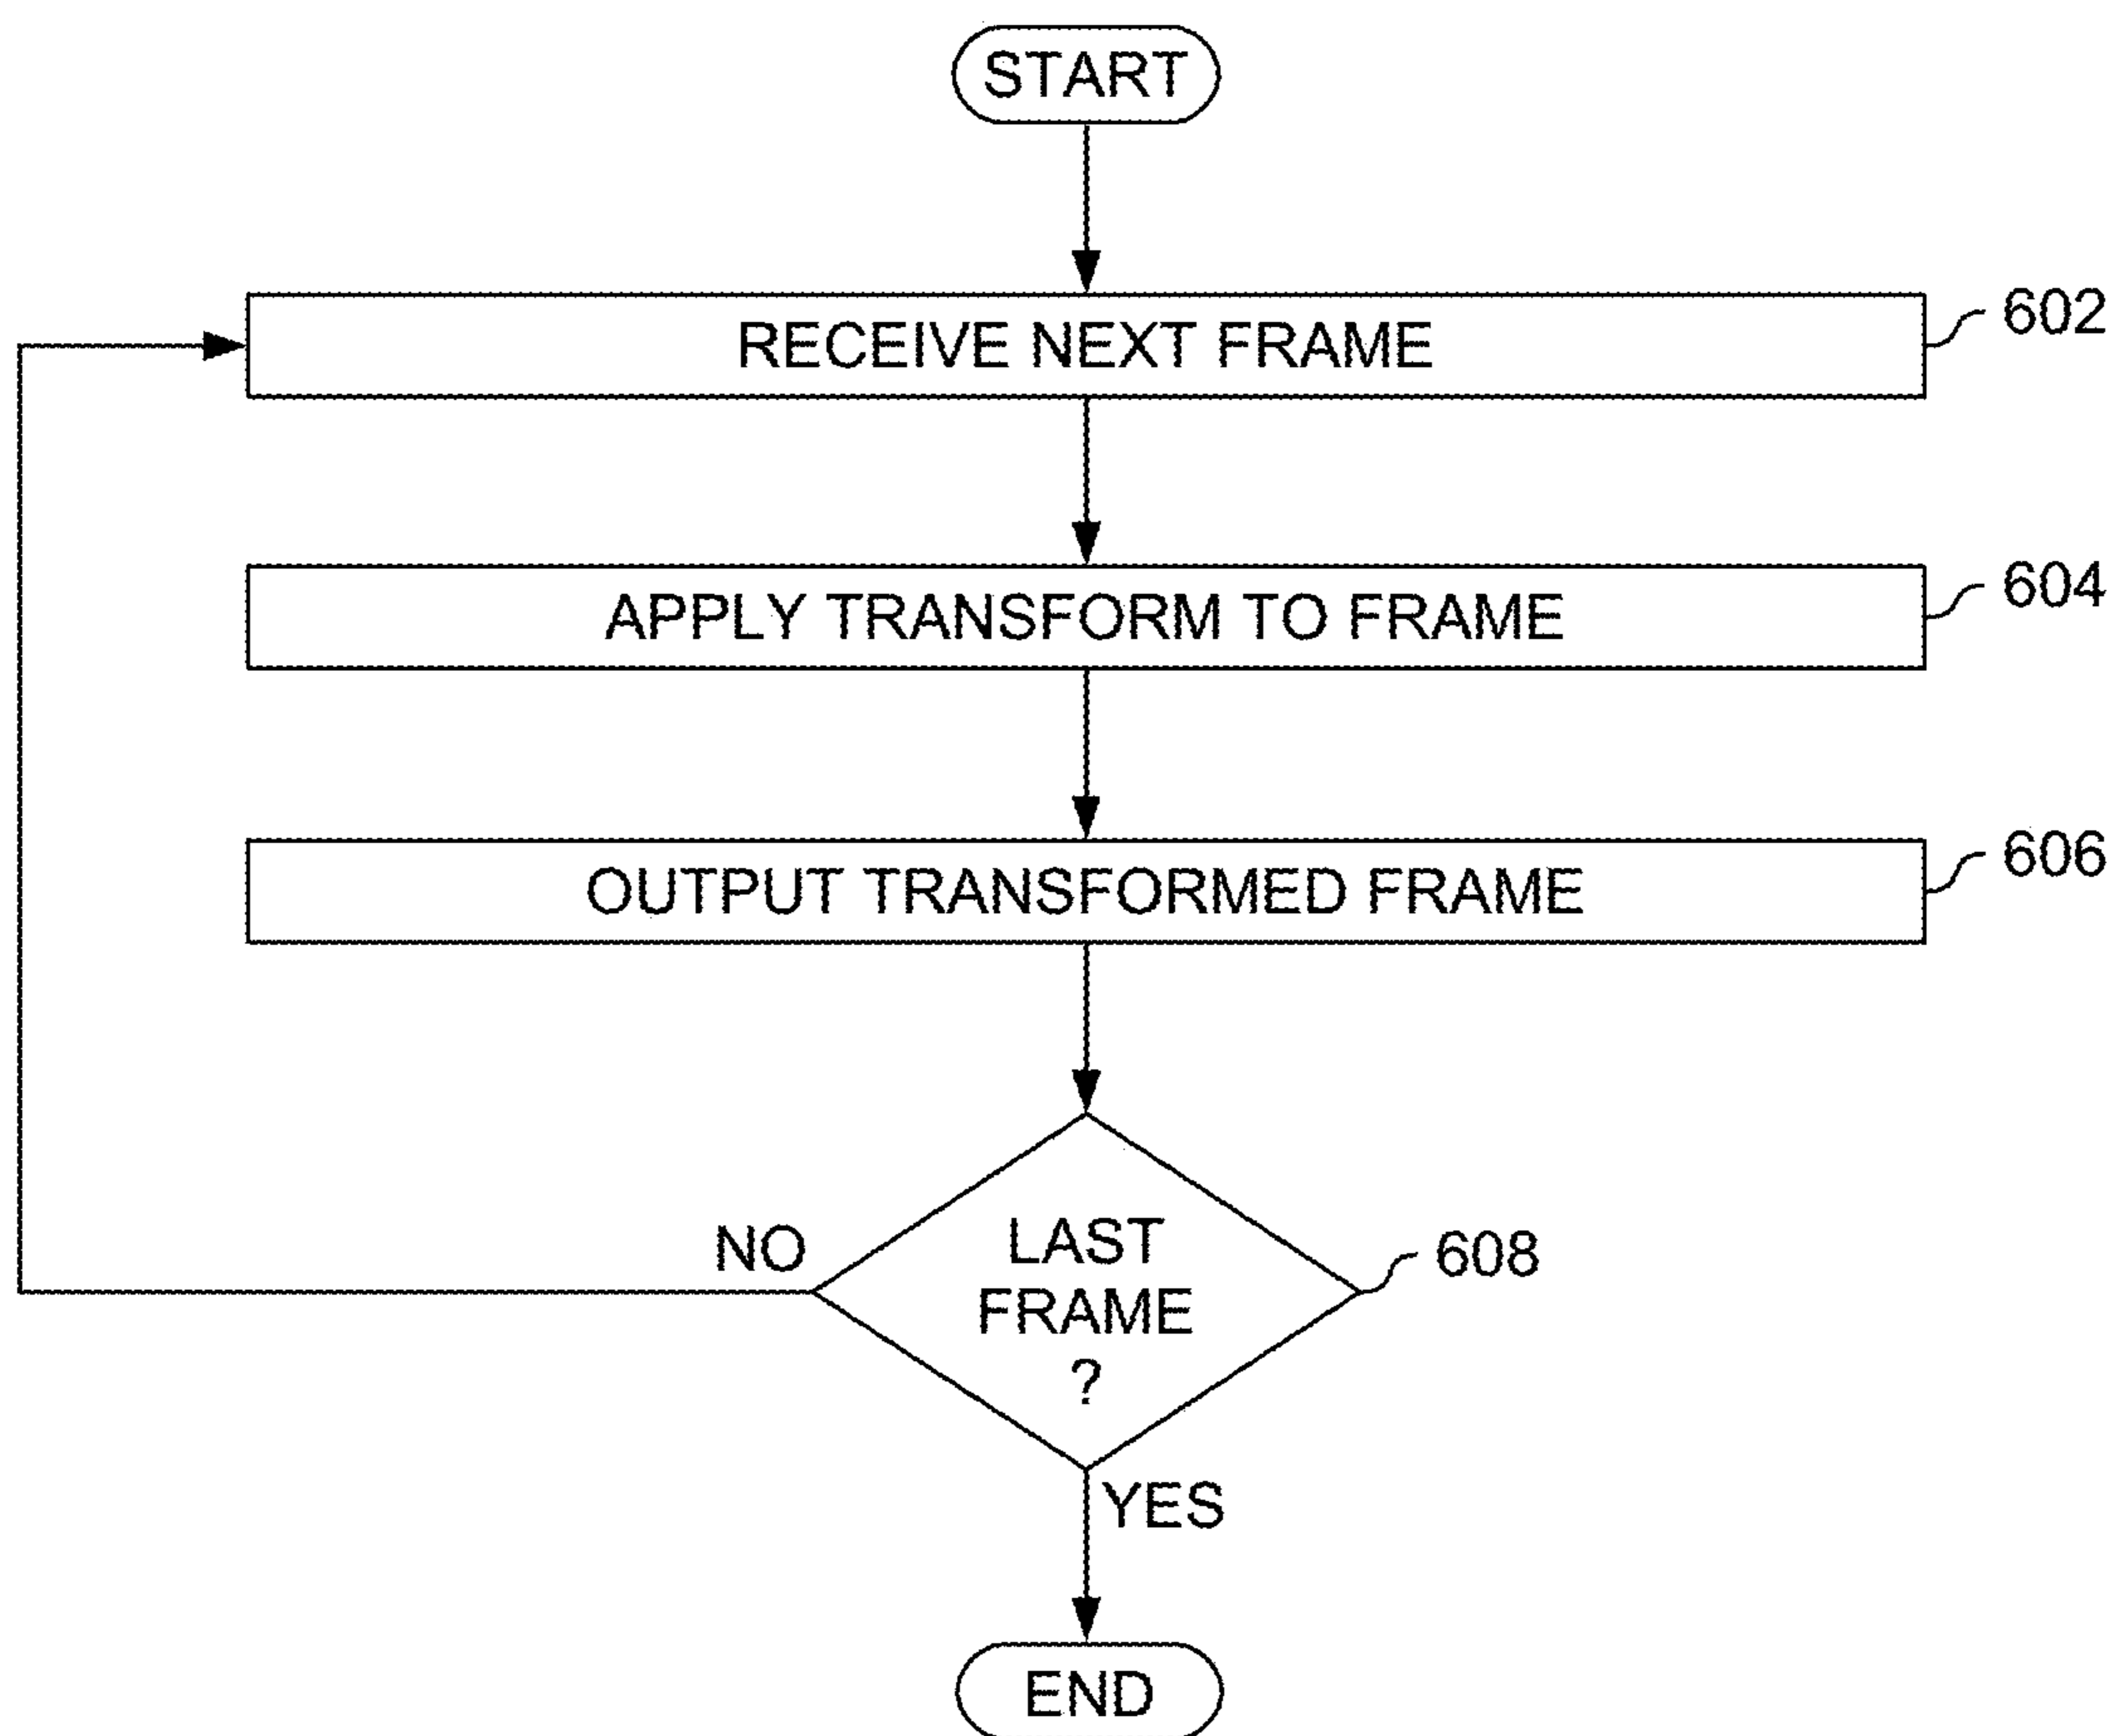 START
RECEIVE NEXT FRAME
602
APPLY TRANSFORM TO FRAME
604
OUTPUT TRANSFORMED FRAME
606
NO
LAST
FRAME
?
608
YES
END